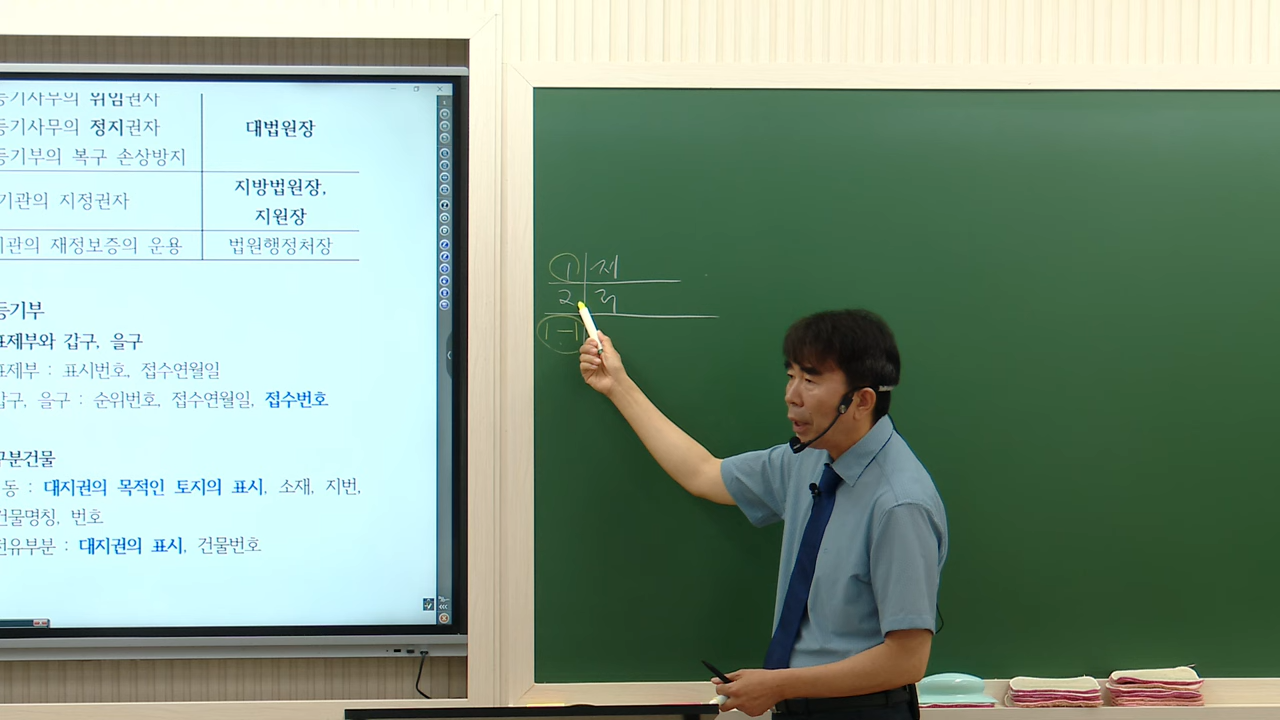 등기사무의 위임권자
등기사무의 정지권자
대법원장
등기부의 복구 손상방지
기관의 지정권자
지방법원장,
지원장
관의 재정보증의 운용
법원행정처장
등기부
표제부와 갑구, 을구
표제부 : 표시번호, 접수연월일
갑구, 을구 : 순위번호, 접수연월일, 접수번호
구분건물
동 : 대지권의 목적인 토지의 표시, 소재, 지번,
건물명칭, 번호
전유부분 : 대지권의 표시, 건물번호
1 제
2
1-1